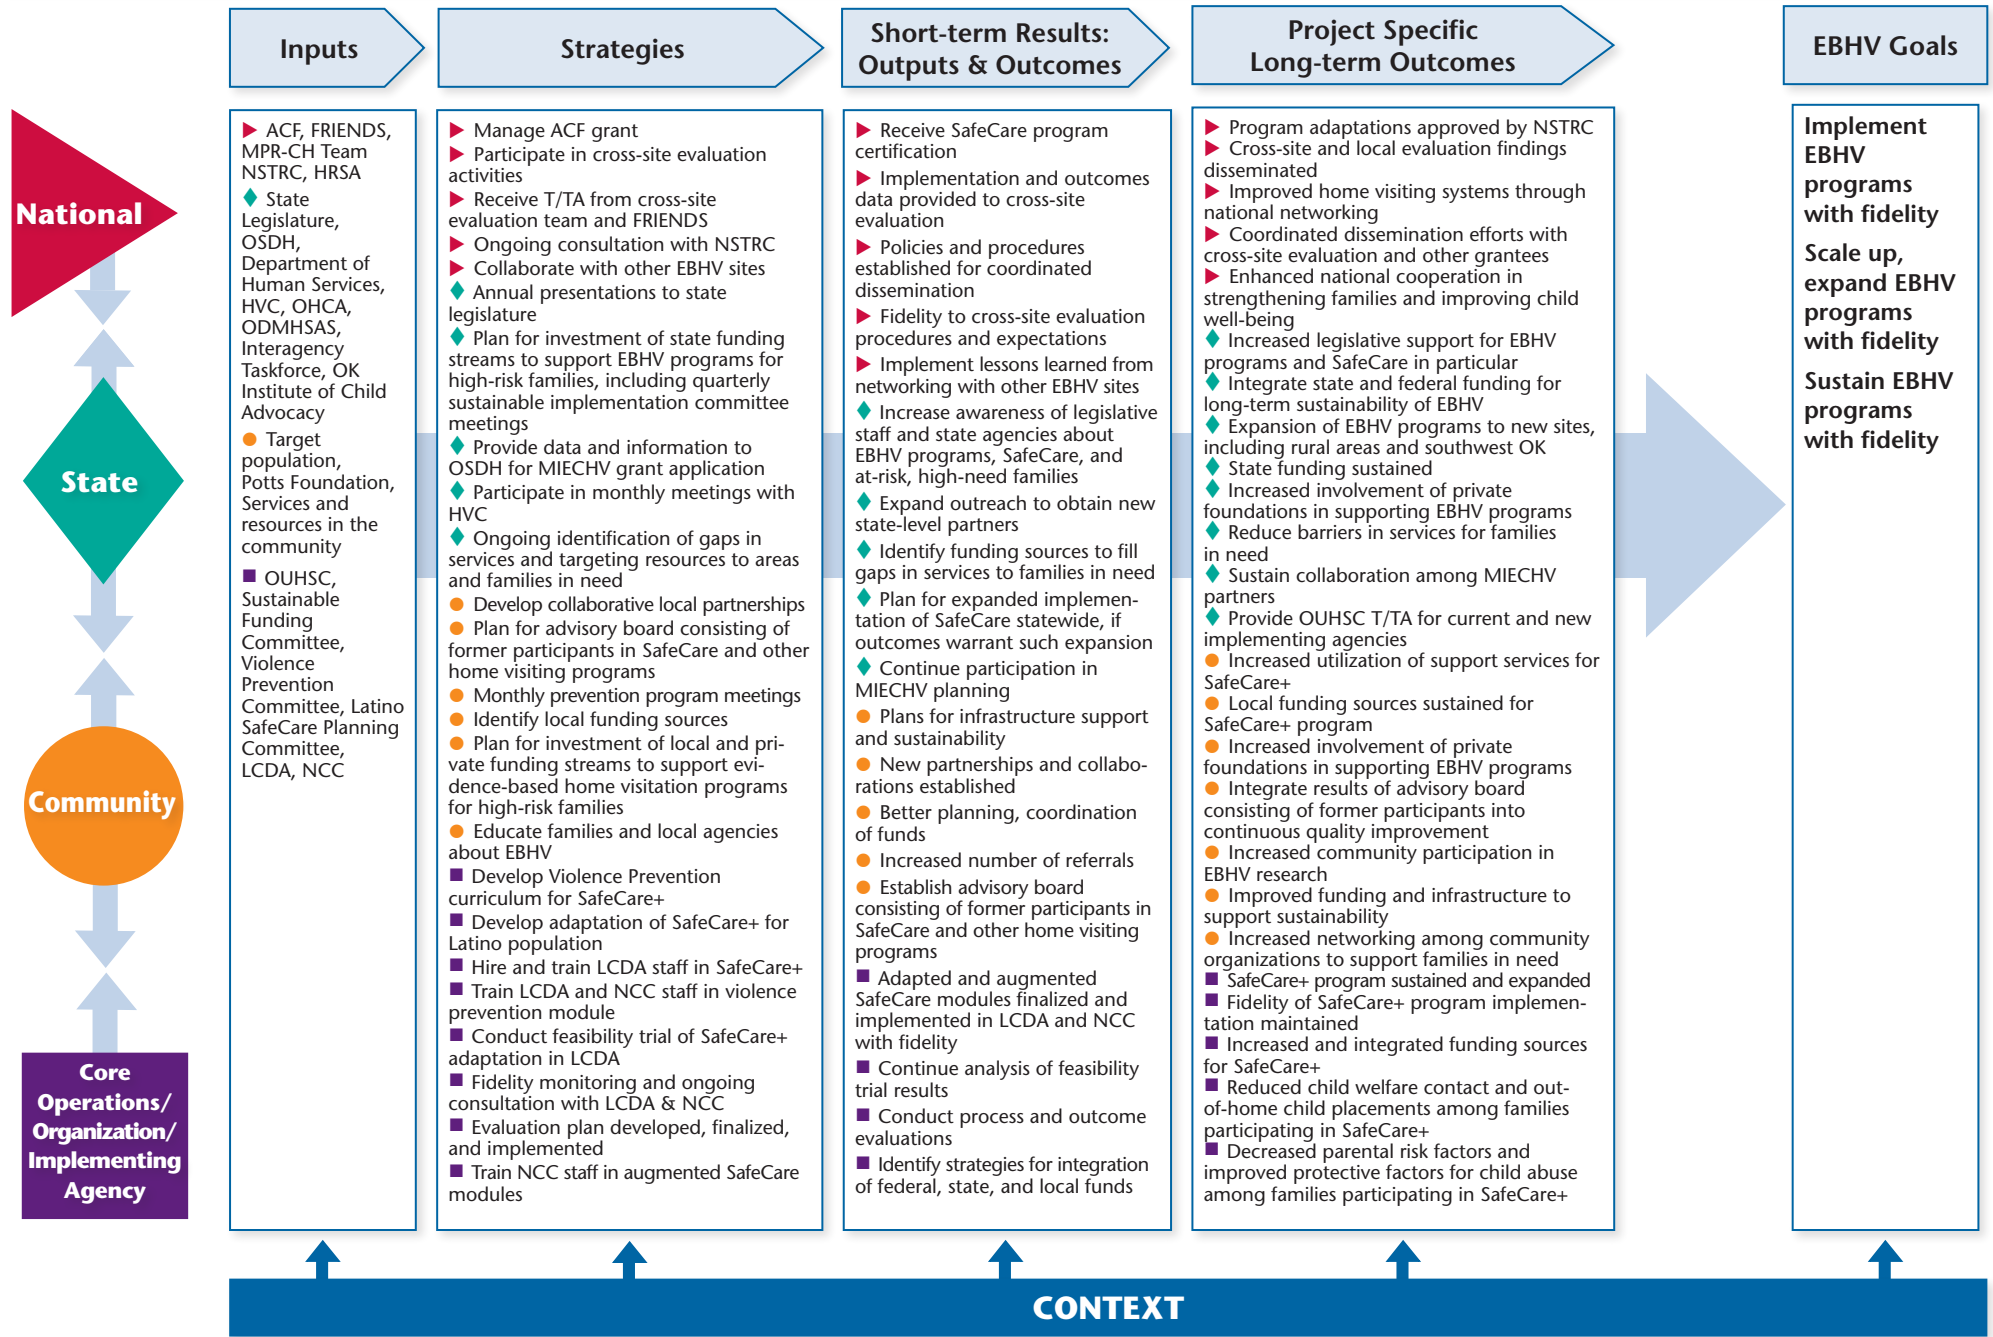 Inputs
Strategies
Short-term Results:
Outputs & Outcomes
Project Specific
Long-term Outcomes
EBHV Goals
National
State
Community
Core
Operations/
Organization/
Implementing
Agency
ACF, FRIENDS,
MPR-CH Team
NSTRC, HRSA
State
Legislature,
OSDH,
Department of
Human Services,
HVC, OHCA,
ODMHSAS,
Interagency
Taskforce, OK
Institute of Child
Advocacy
Target
population,
Potts Foundation,
Services and
resources in the
community
OUHSC,
Sustainable
Funding
Committee,
Violence
Prevention
Committee, Latino
SafeCare Planning
Committee,
LCDA, NCC
Manage ACF grant
Participate in cross-site evaluation
activities
Receive T/TA from cross-site
evaluation team and FRIENDS
Ongoing consultation with NSTRC
Collaborate with other EBHV sites
Annual presentations to state
legislature
Plan for investment of state funding
streams to support EBHV programs for
high-risk families, including quarterly
sustainable implementation committee
meetings
Provide data and information to
OSDH for MIECHV grant application
Participate in monthly meetings with
HVC
Ongoing identification of gaps in
services and targeting resources to areas
and families in need
Develop collaborative local partnerships
Plan for advisory board consisting of
former participants in SafeCare and other
home visiting programs
Monthly prevention program meetings
Identify local funding sources
Plan for investment of local and pri-
vate funding streams to support evi-
dence-based home visitation programs
for high-risk families
Educate families and local agencies
about EBHV
Develop Violence Prevention
curriculum for SafeCare+
Develop adaptation of SafeCare+ for
Latino population
Hire and train LCDA staff in SafeCare+
Train LCDA and NCC staff in violence
prevention module
Conduct feasibility trial of SafeCare+
adaptation in LCDA
Fidelity monitoring and ongoing
consultation with LCDA & NCC
Evaluation plan developed, finalized,
and implemented
Train NCC staff in augmented SafeCare
modules
Receive SafeCare program
certification
Implementation and outcomes
data provided to cross-site
evaluation
Policies and procedures
established for coordinated
dissemination
Fidelity to cross-site evaluation
procedures and expectations
Implement lessons learned from
networking with other EBHV sites
Increase awareness of legislative
staff and state agencies about
EBHV programs, SafeCare, and
at-risk, high-need families
Expand outreach to obtain new
state-level partners
Identify funding sources to fill
gaps in services to families in need
Plan for expanded implemen-
tation of SafeCare statewide, if
outcomes warrant such expansion
Continue participation in
MIECHV planning
Plans for infrastructure support
and sustainability
New partnerships and collabo-
rations established
Better planning, coordination
of funds
Increased number of referrals
Establish advisory board
consisting of former participants in
SafeCare and other home visiting
programs
Adapted and augmented
SafeCare modules finalized and
implemented in LCDA and NCC
with fidelity
Continue analysis of feasibility
trial results
Conduct process and outcome
evaluations
Identify strategies for integration
of federal, state, and local funds
Program adaptations approved by NSTRC
Cross-site and local evaluation findings
disseminated
Improved home visiting systems through
national networking
Coordinated dissemination efforts with
cross-site evaluation and other grantees
Enhanced national cooperation in
strengthening families and improving child
well-being
Increased legislative support for EBHV
programs and SafeCare in particular
Integrate state and federal funding for
long-term sustainability of EBHV
Expansion of EBHV programs to new sites,
including rural areas and southwest OK
State funding sustained
Increased involvement of private
foundations in supporting EBHV programs
Reduce barriers in services for families
in need
Sustain collaboration among MIECHV
partners
Provide OUHSC T/TA for current and new
implementing agencies
Increased utilization of support services for
SafeCare+
Local funding sources sustained for
SafeCare+ program
Increased involvement of private
foundations in supporting EBHV programs
Integrate results of advisory board
consisting of former participants into
continuous quality improvement
Increased community participation in
EBHV research
Improved funding and infrastructure to
support sustainability
Increased networking among community
organizations to support families in need
SafeCare+ program sustained and expanded
Fidelity of SafeCare+ program implemen-
tation maintained
Increased and integrated funding sources
for SafeCare+
Reduced child welfare contact and out-
of-home child placements among families
participating in SafeCare+
Decreased parental risk factors and
improved protective factors for child abuse
among families participating in SafeCare+
Implement
EBHV
programs
with fidelity
Scale up,
expand EBHV
programs
with fidelity
Sustain EBHV
programs
with fidelity
CONTEXT